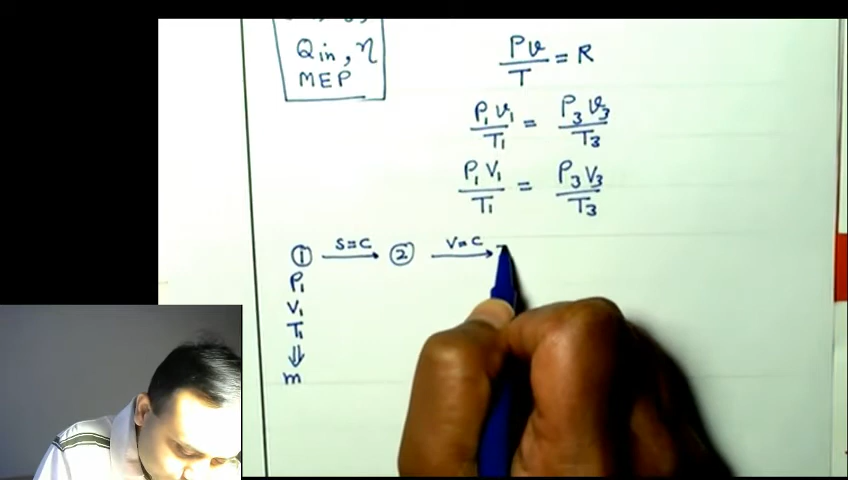 Qin, η
MEP
Pv/T = R
P₁v₁/T₁ = P₃v₃/T₃
P₁V₁/T₁ = P₃V₃/T₃
① S=C → ② V=C →
P₁
V₁
T₁
⇓
m